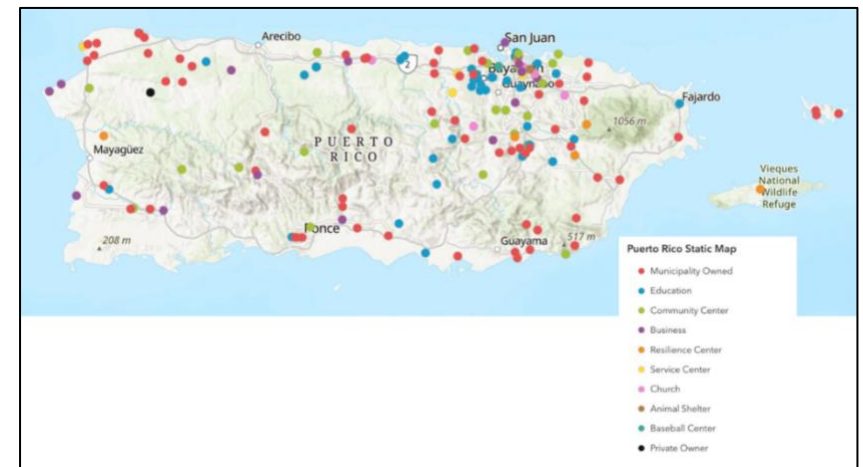 Arecibo
San Juan
2
Bayamón
Guaynabo
Fajardo
1056 m
PUERTO
RICO
Mayagüez
Vieques
National
Wildlife
Refuge
Ponce
208 m
Guayama
517 m
Puerto Rico Static Map
Municipality Owned
Education
Community Center
Business
Resilience Center
Service Center
Church
Animal Shelter
Baseball Center
Private Owner